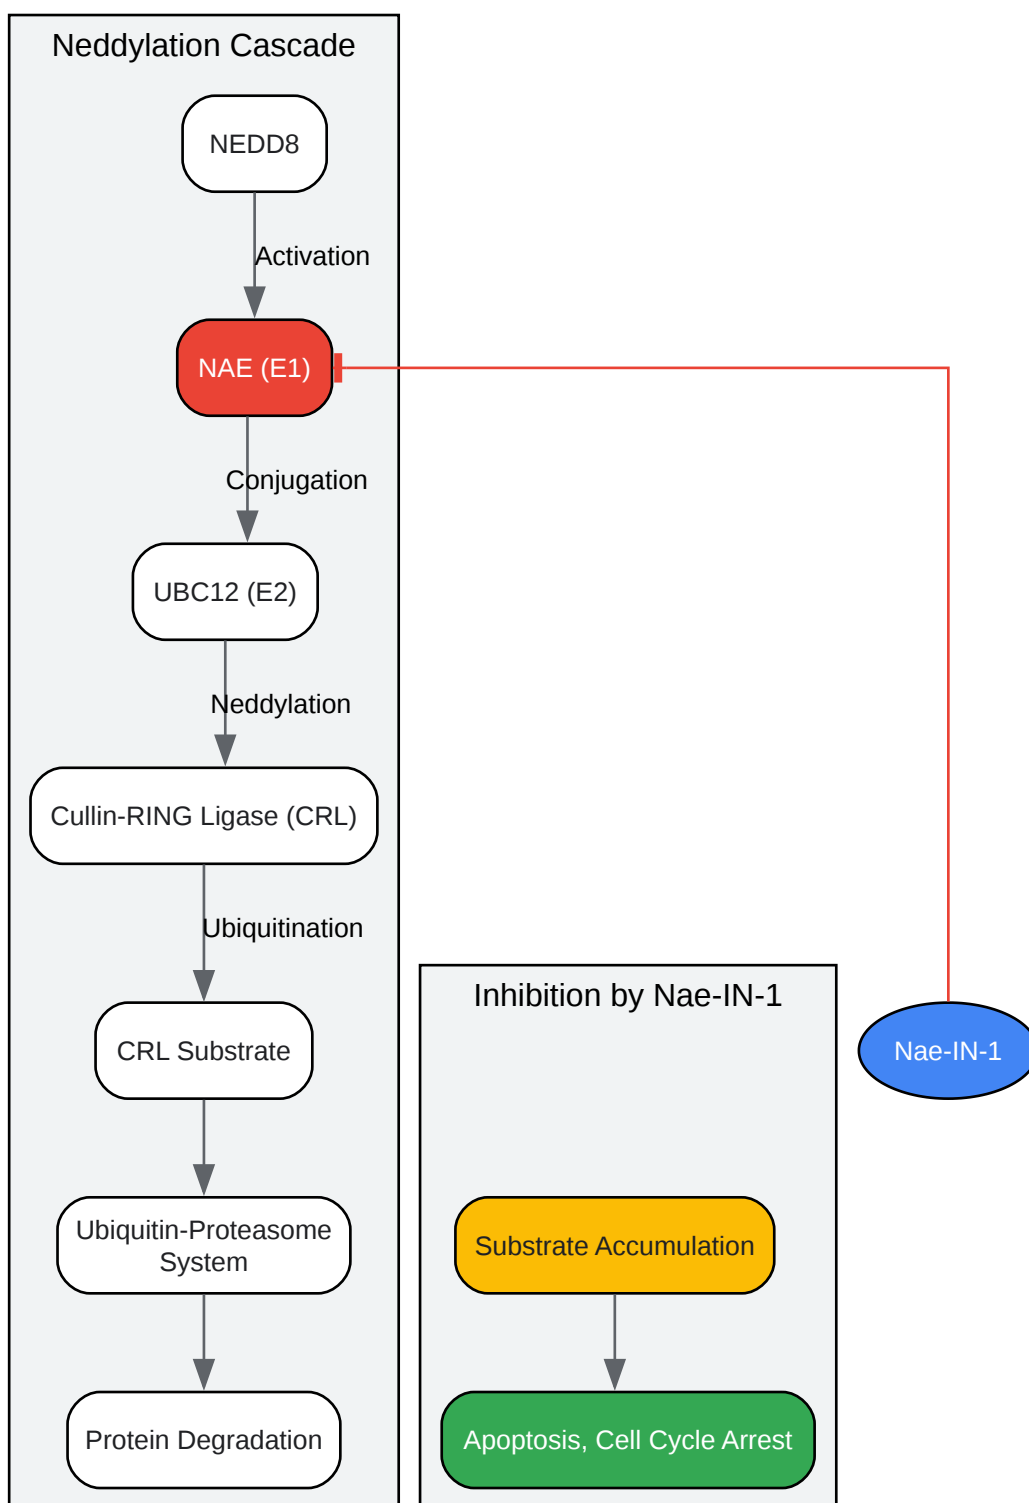 Neddylation Cascade
NEDD8
Activation
NAE (E1)
Conjugation
UBC12 (E2)
Neddylation
Cullin-RING Ligase (CRL)
Ubiquitination
CRL Substrate
Ubiquitin-Proteasome
System
Protein Degradation
Inhibition by Nae-IN-1
Substrate Accumulation
Apoptosis, Cell Cycle Arrest
Nae-IN-1